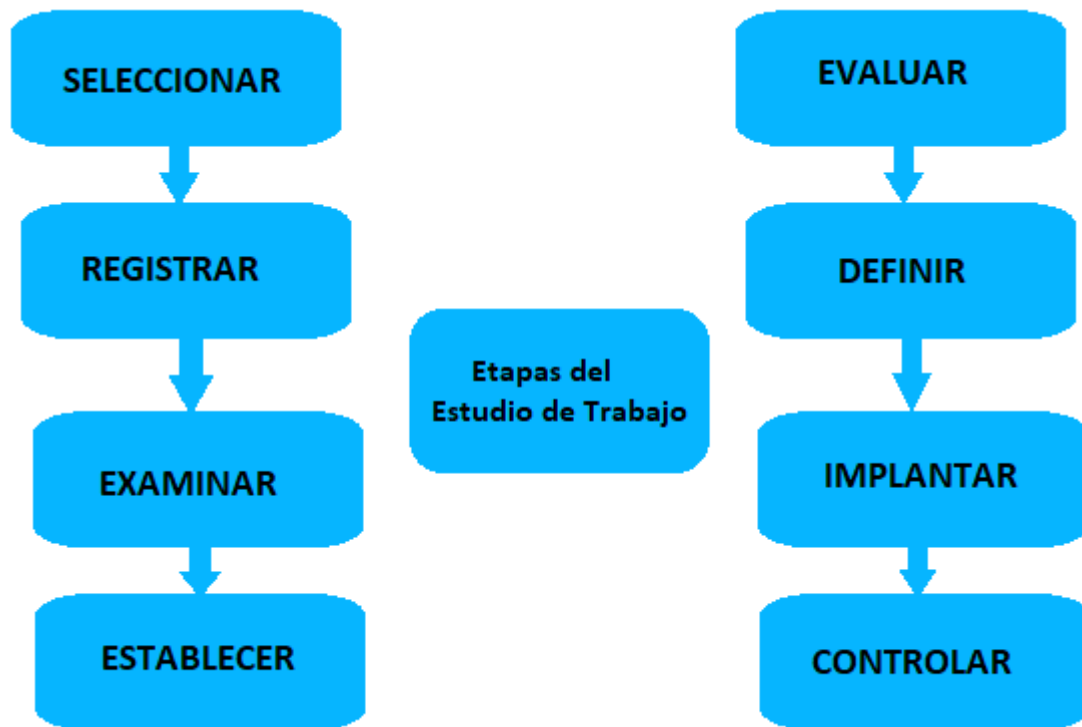 SELECCIONAR
REGISTRAR
EXAMINAR
ESTABLECER
Etapas del
Estudio de Trabajo
EVALUAR
DEFINIR
IMPLANTAR
CONTROLAR